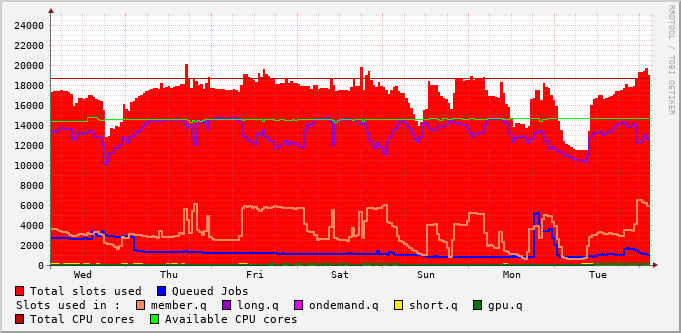 24000
22000
20000
18000
16000
14000
12000
10000
8000
6000
4000
2000
0
Wed Thu Fri Sat Sun Mon Tue
Total slots used Queued Jobs
Slots used in : member.q long.q ondemand.q short.q gpu.q
Total CPU cores Available CPU cores
RRDTOOL / TOBI OETIKER